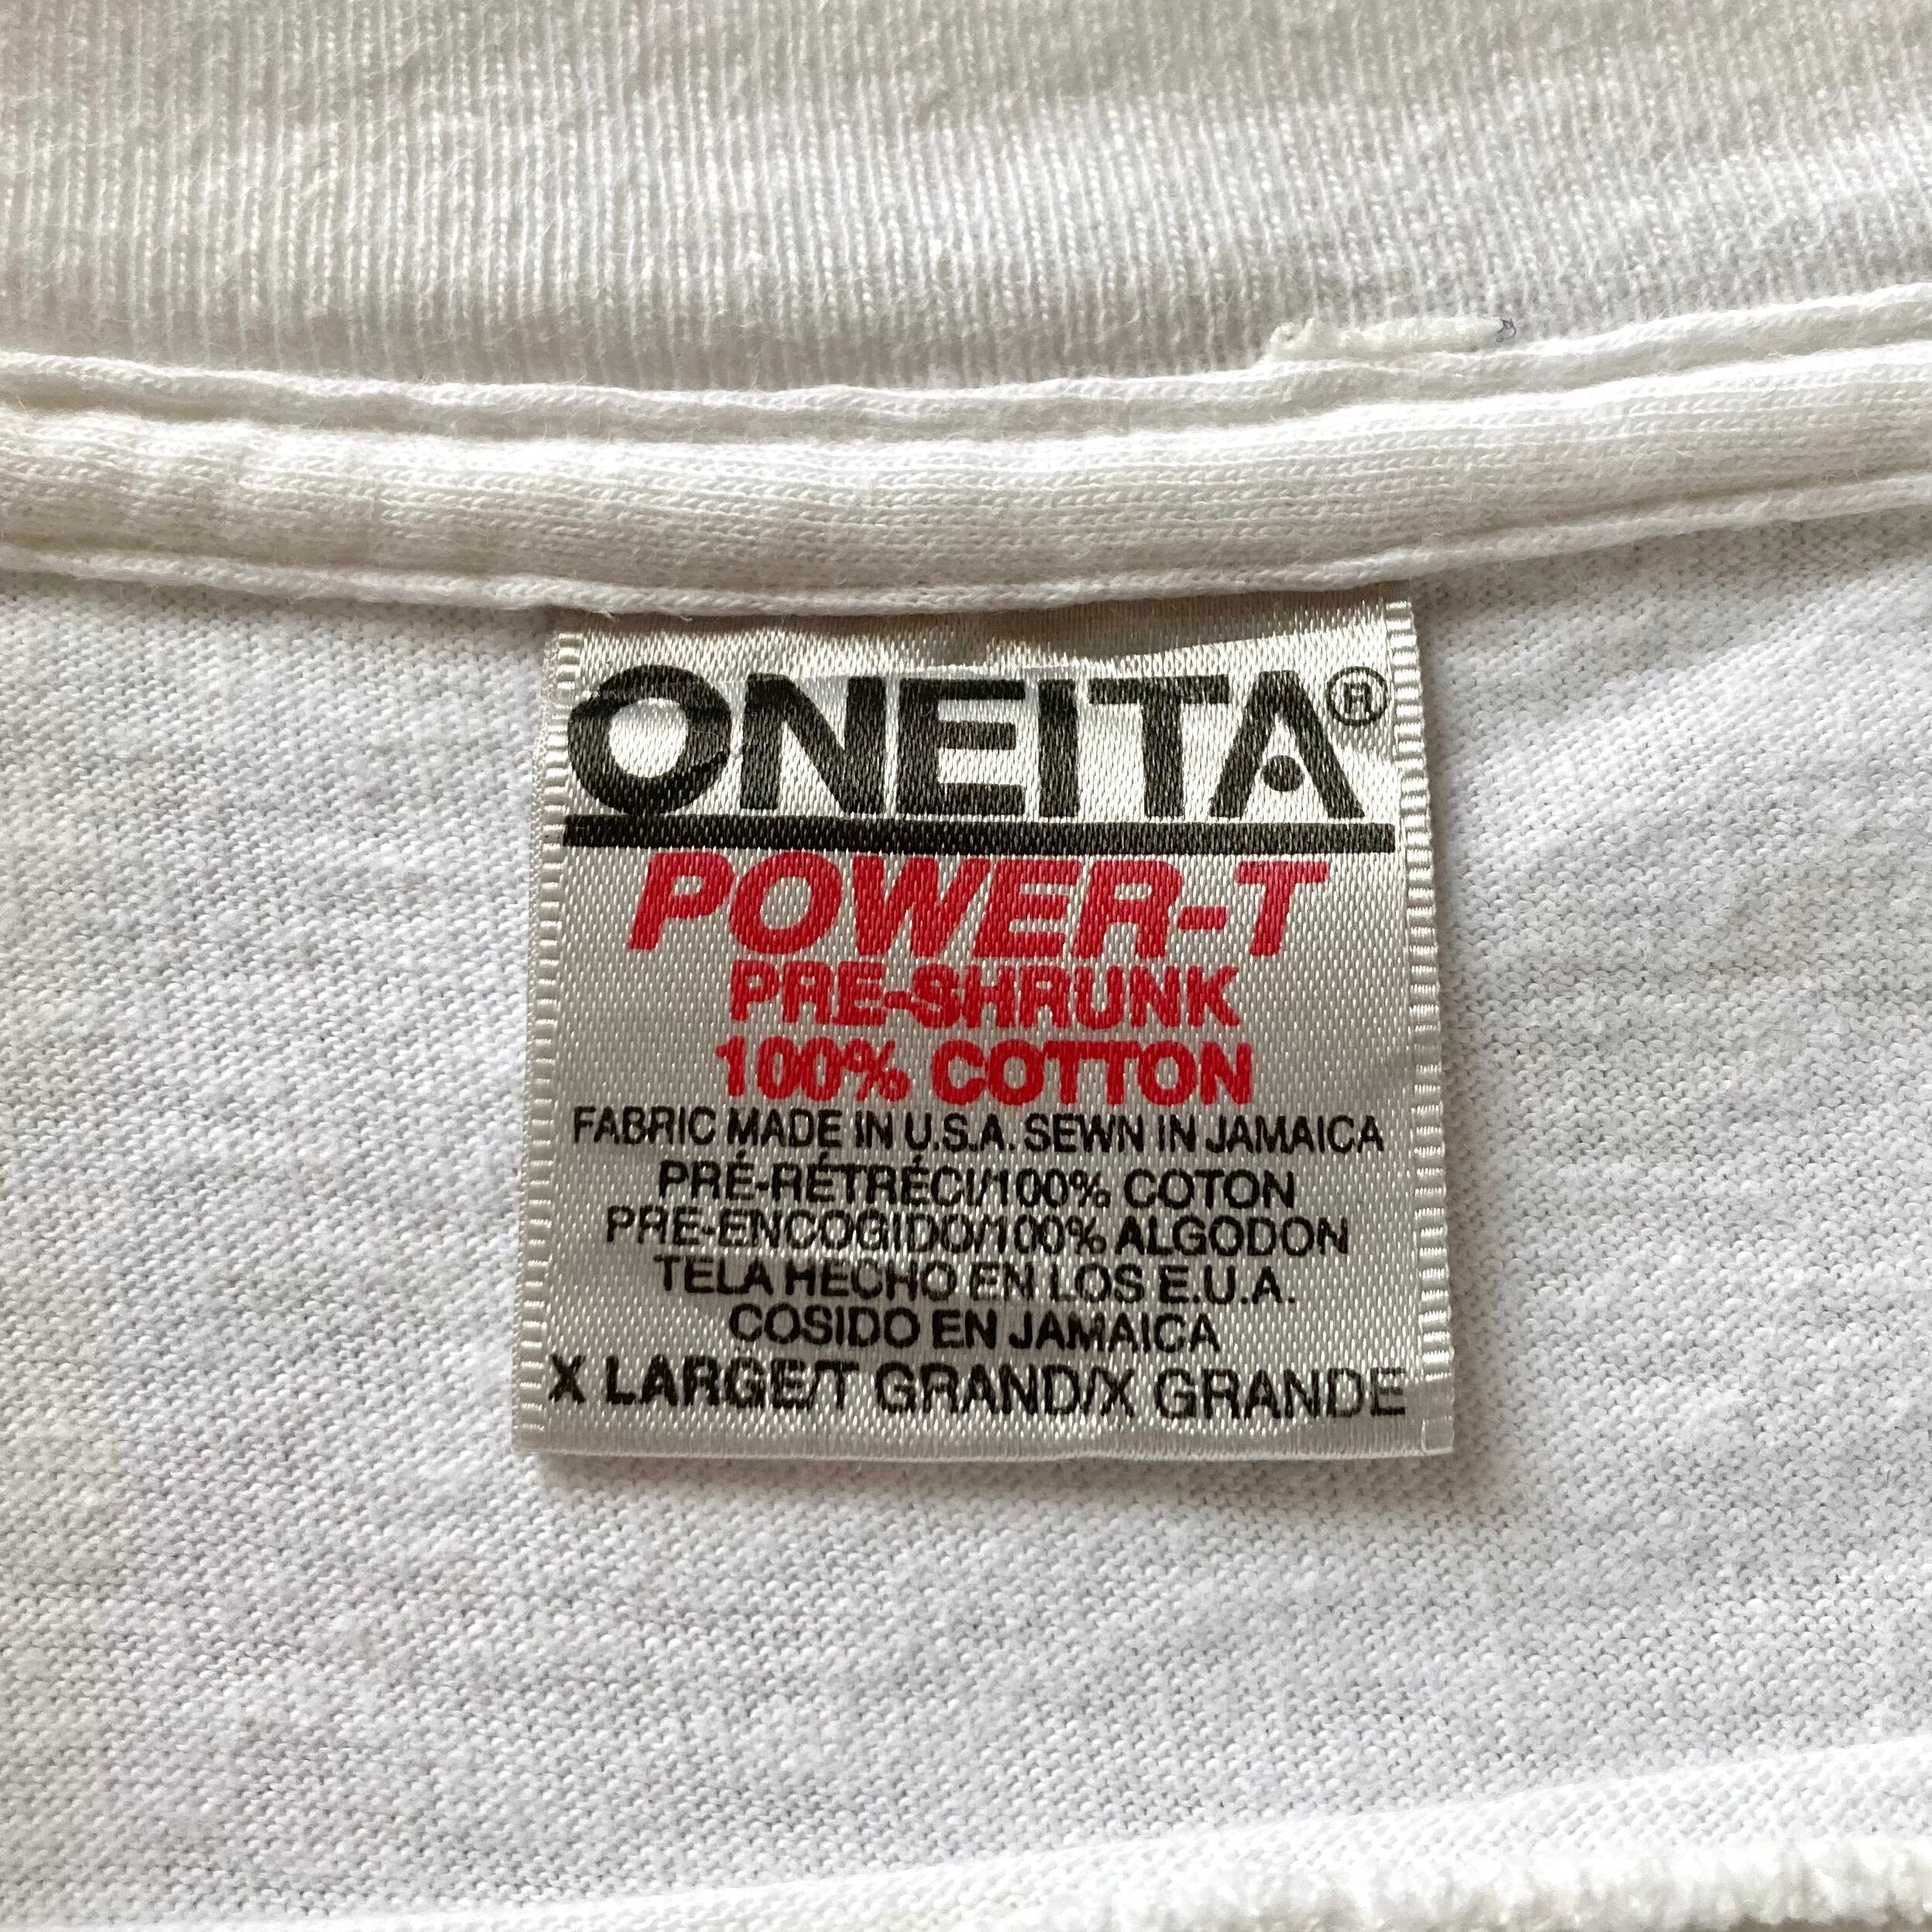 ONEITA®
POWER-T
PRE-SHRUNK
100% COTTON
FABRIC MADE IN U.S.A. SEWN IN JAMAICA
PRÉ-RÉTRÉCI/100% COTON
PRE-ENCOGIDO/100% ALGODON
TELA HECHO EN LOS E.U.A.
COSIDO EN JAMAICA
X LARGE/T GRAND/X GRANDE